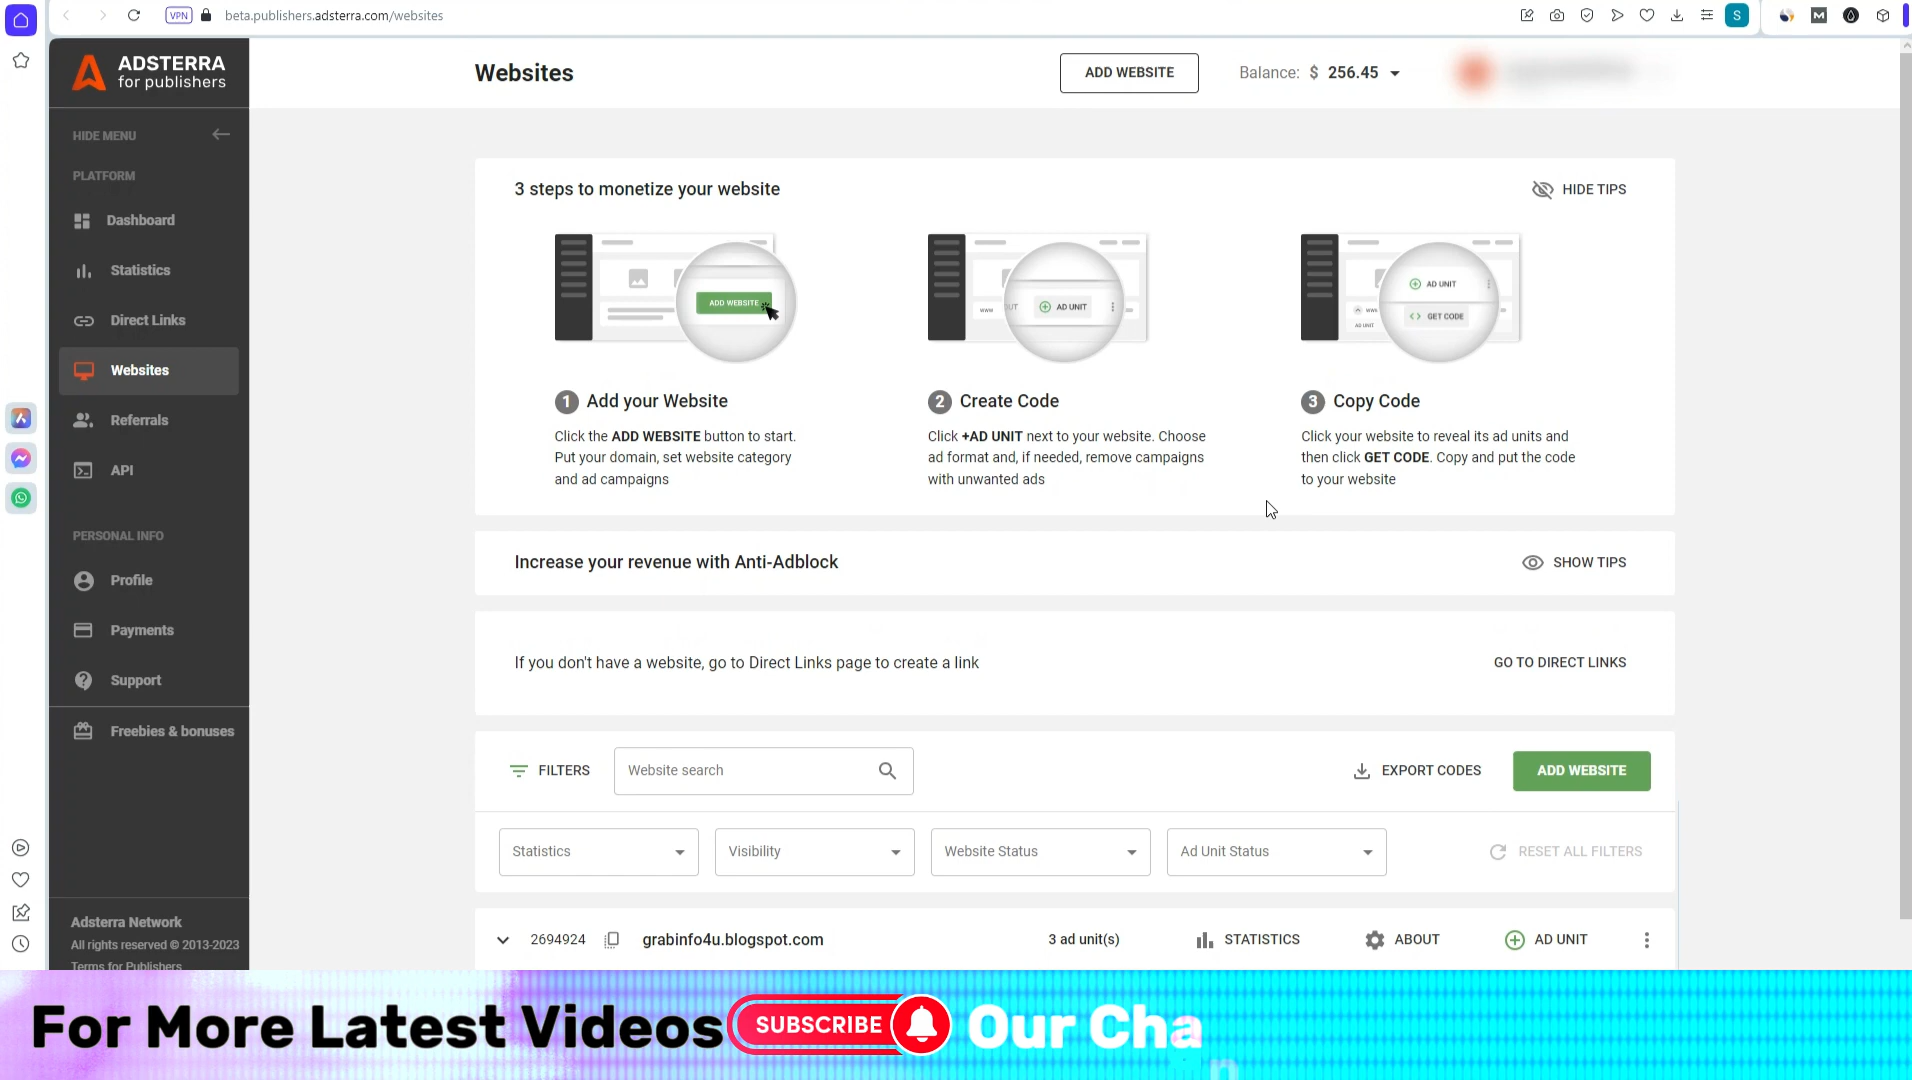 VPN
beta.publishers.adsterra.com/websites
S
M
ADSTERRA
for publishers
Websites
ADD WEBSITE
Balance: $ 256.45
HIDE MENU
PLATFORM
Dashboard
Statistics
Direct Links
Websites
Referrals
API
PERSONAL INFO
Profile
Payments
Support
Freebies & bonuses
Adsterra Network
All rights reserved © 2013-2023
Terms for Publishers
3 steps to monetize your website
HIDE TIPS
ADD WEBSITE
www
OUT
AD UNIT
AD UNIT
www
GET CODE
AD UNIT
1 Add your Website
Click the ADD WEBSITE button to start.
Put your domain, set website category
and ad campaigns
2 Create Code
Click +AD UNIT next to your website. Choose
ad format and, if needed, remove campaigns
with unwanted ads
3 Copy Code
Click your website to reveal its ad units and
then click GET CODE. Copy and put the code
to your website
Increase your revenue with Anti-Adblock
SHOW TIPS
If you don't have a website, go to Direct Links page to create a link
GO TO DIRECT LINKS
FILTERS
Website search
EXPORT CODES
ADD WEBSITE
Statistics
Visibility
Website Status
Ad Unit Status
RESET ALL FILTERS
2694924
grabinfo4u.blogspot.com
3 ad unit(s)
STATISTICS
ABOUT
AD UNIT
For More Latest Videos SUBSCRIBE Our Cha
n